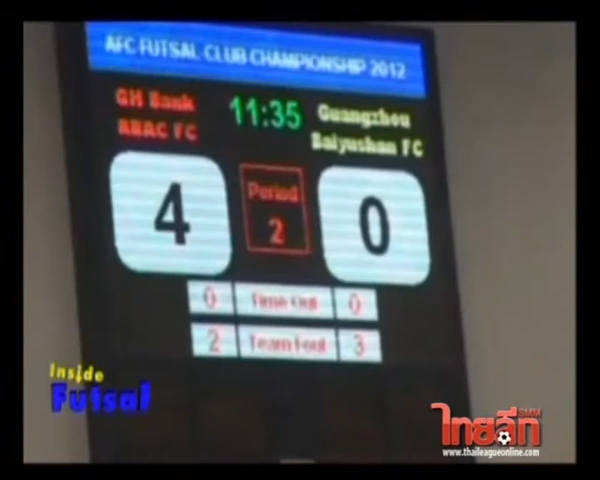 AFC FUTSAL CLUB CHAMPIONSHIP 2012
GH Bank
RBAC FC
11:35
Guangzhou
Baiyushan FC
4
Period
2
0
0 Time Out 0
2 Team Foul 3
Inside
Futsal
SMM
ไทยลีก
www.thaileagueonline.com